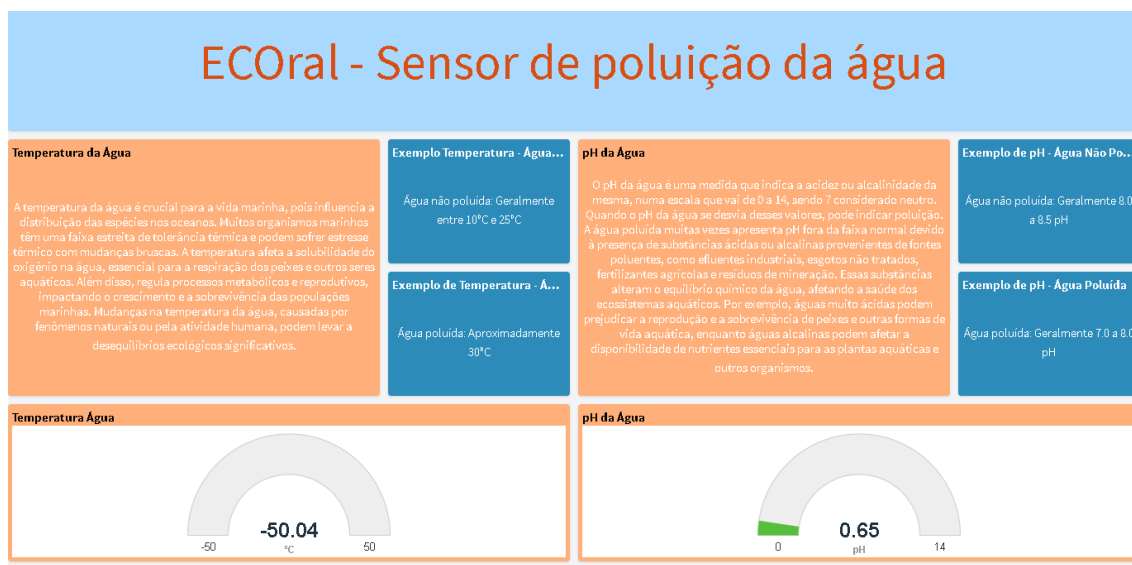 ECOral - Sensor de poluição da água
Temperatura da Água
A temperatura da água é crucial para a vida marinha, pois influencia a
distribuição das espécies nos oceanos. Muitos organismos marinhos
têm uma faixa estreita de tolerância térmica e podem sofrer estresse
térmico com mudanças bruscas. A temperatura afeta a solubilidade do
oxigênio na água, essencial para a respiração dos peixes e outros seres
aquáticos. Além disso, regula processos metabólicos e reprodutivos,
impactando o crescimento e a sobrevivência das populações
marinhas. Mudanças na temperatura da água, causadas por
fenômenos naturais ou pela atividade humana, podem levar a
desequilíbrios ecológicos significativos.
Exemplo Temperatura - Água...
Água não poluída: Geralmente
entre 10°C e 25°C
Exemplo de Temperatura - Á...
Água poluída: Aproximadamente
30°C
pH da Água
O pH da água é uma medida que indica a acidez ou alcalinidade da
mesma, numa escala que vai de 0 a 14, sendo 7 considerado neutro.
Quando o pH da água se desvia desses valores, pode indicar poluição.
A água poluída muitas vezes apresenta pH fora da faixa normal devido
à presença de substâncias ácidas ou alcalinas provenientes de fontes
poluentes, como efluentes industriais, esgotos não tratados,
fertilizantes agrícolas e resíduos de mineração. Essas substâncias
alteram o equilíbrio químico da água, afetando a saúde dos
ecossistemas aquáticos. Por exemplo, águas muito ácidas podem
prejudicar a reprodução e a sobrevivência de peixes e outras formas de
vida aquática, enquanto águas alcalinas podem afetar a
disponibilidade de nutrientes essenciais para as plantas aquáticas e
outros organismos.
Exemplo de pH - Água Não Po...
Água não poluída: Geralmente 8.0
a 8.5 pH
Exemplo de pH - Água Poluída
Água poluída: Geralmente 7.0 a 8.0
pH
Temperatura Água
-50.04
°C
-50
50
pH da Água
0.65
pH
0
14